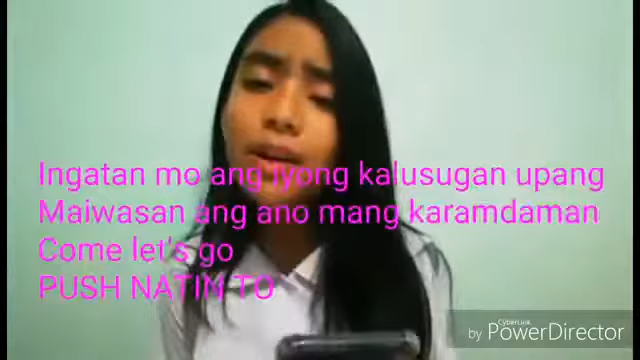 Ingatan mo ang iyong kalusugan upang
Maiwasan ang ano mang karamdaman
Come let's go
PUSH NATIN TO
CyberLink
by PowerDirector